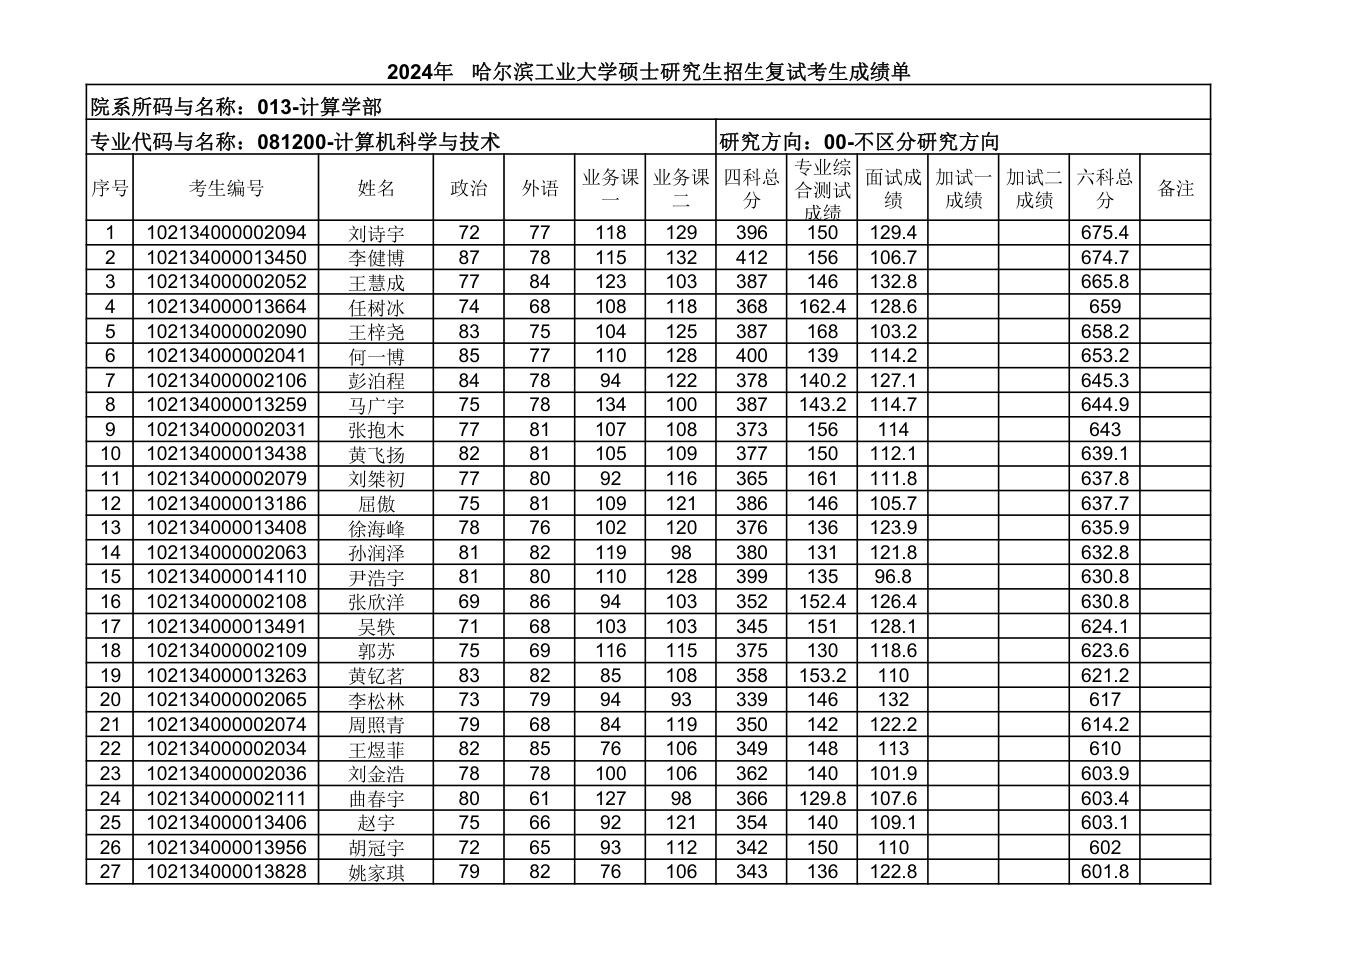 2024年 哈尔滨工业大学硕士研究生招生复试考生成绩单
院系所码与名称：013-计算学部
专业代码与名称：081200-计算机科学与技术 研究方向：00-不区分研究方向
序号 考生编号 姓名 政治 外语 业务课一 业务课二 四科总分 专业综合测试成绩 面试成绩 加试一成绩 加试二成绩 六科总分 备注
1 102134000002094 刘诗宇 72 77 118 129 396 150 129.4 675.4
2 102134000013450 李健博 87 78 115 132 412 156 106.7 674.7
3 102134000002052 王慧成 77 84 123 103 387 146 132.8 665.8
4 102134000013664 任树冰 74 68 108 118 368 162.4 128.6 659
5 102134000002090 王梓尧 83 75 104 125 387 168 103.2 658.2
6 102134000002041 何一博 85 77 110 128 400 139 114.2 653.2
7 102134000002106 彭泊程 84 78 94 122 378 140.2 127.1 645.3
8 102134000013259 马广宇 75 78 134 100 387 143.2 114.7 644.9
9 102134000002031 张抱木 77 81 107 108 373 156 114 643
10 102134000013438 黄飞扬 82 81 105 109 377 150 112.1 639.1
11 102134000002079 刘桀初 77 80 92 116 365 161 111.8 637.8
12 102134000013186 屈傲 75 81 109 121 386 146 105.7 637.7
13 102134000013408 徐海峰 78 76 102 120 376 136 123.9 635.9
14 102134000002063 孙润泽 81 82 119 98 380 131 121.8 632.8
15 102134000014110 尹浩宇 81 80 110 128 399 135 96.8 630.8
16 102134000002108 张欣洋 69 86 94 103 352 152.4 126.4 630.8
17 102134000013491 吴轶 71 68 103 103 345 151 128.1 624.1
18 102134000002109 郭苏 75 69 116 115 375 130 118.6 623.6
19 102134000013263 黄钇茗 83 82 85 108 358 153.2 110 621.2
20 102134000002065 李松林 73 79 94 93 339 146 132 617
21 102134000002074 周照青 79 68 84 119 350 142 122.2 614.2
22 102134000002034 王煜菲 82 85 76 106 349 148 113 610
23 102134000002036 刘金浩 78 78 100 106 362 140 101.9 603.9
24 102134000002111 曲春宇 80 61 127 98 366 129.8 107.6 603.4
25 102134000013406 赵宇 75 66 92 121 354 140 109.1 603.1
26 102134000013956 胡冠宇 72 65 93 112 342 150 110 602
27 102134000013828 姚家琪 79 82 76 106 343 136 122.8 601.8